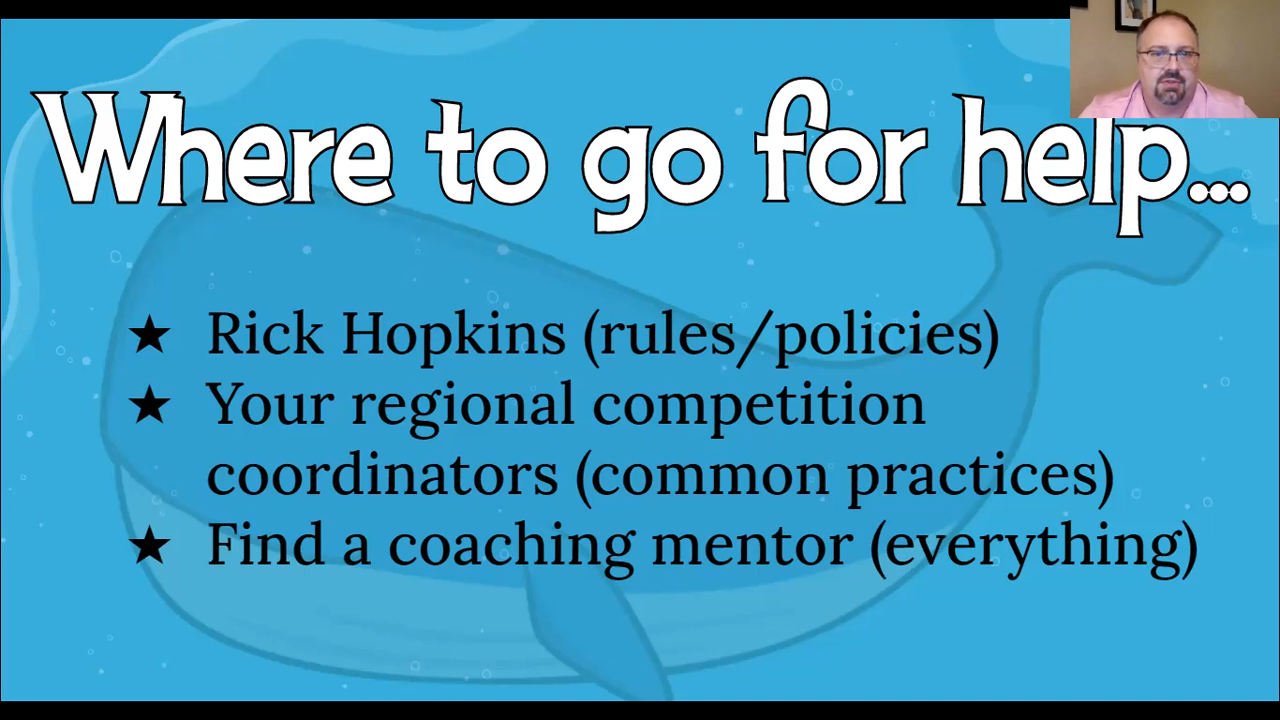 Where to go for help...
★ Rick Hopkins (rules/policies)
★ Your regional competition
coordinators (common practices)
★ Find a coaching mentor (everything)